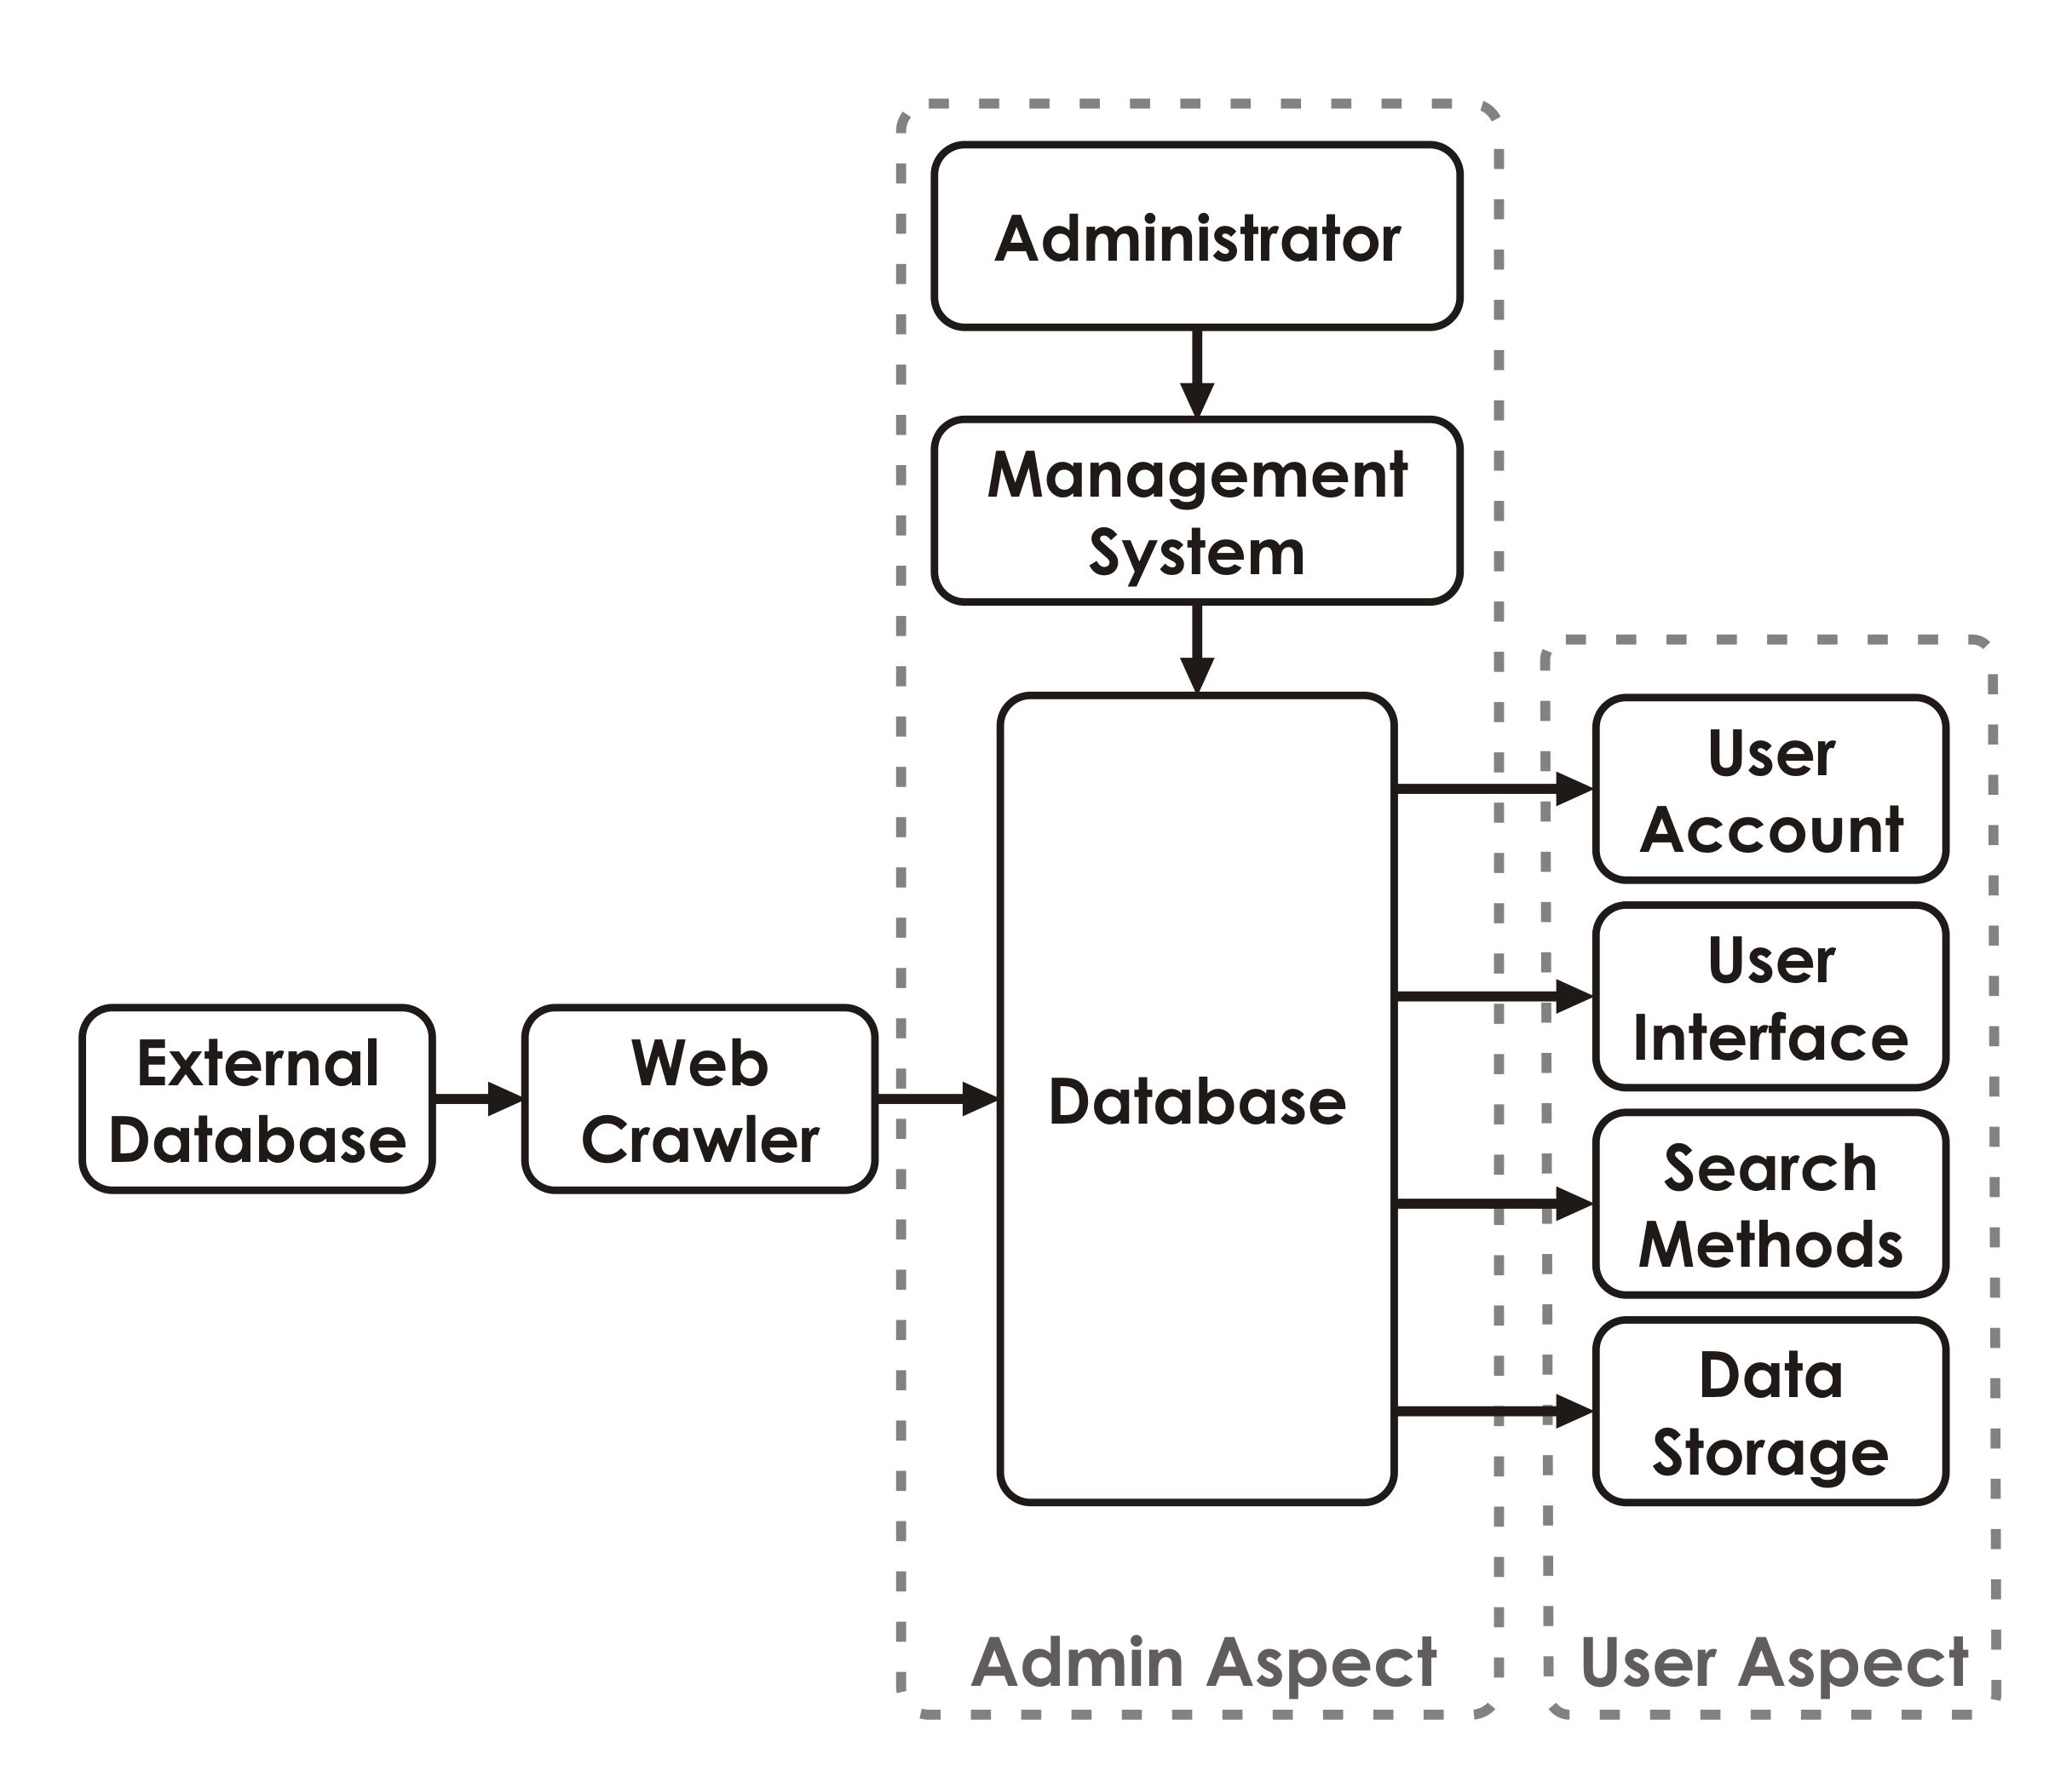 Administrator
Management
System
External
Database
Web
Crawler
Database
User
Account
User
Interface
Search
Methods
Data
Storage
Admin Aspect
User Aspect